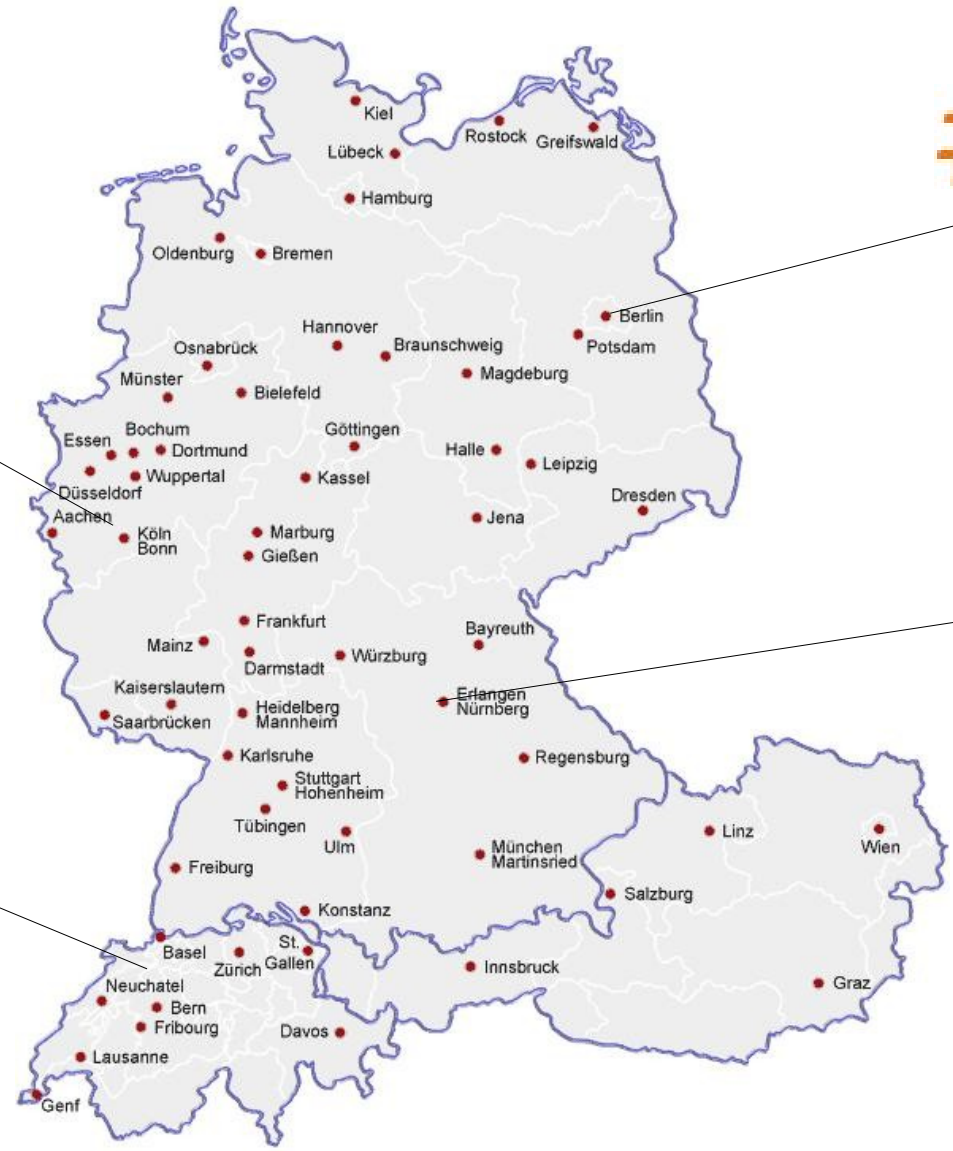 Kiel
Rostock
Greifswald
Lübeck
Hamburg
Oldenburg
Bremen
Berlin
Hannover
Potsdam
Osnabrück
Braunschweig
Münster
Magdeburg
Bielefeld
Essen
Bochum
Göttingen
Dortmund
Halle
Leipzig
Wuppertal
Kassel
Düsseldorf
Dresden
Aachen
Jena
Köln
Bonn
Marburg
Gießen
Frankfurt
Bayreuth
Mainz
Würzburg
Darmstadt
Kaiserslautern
Erlangen
Nürnberg
Heidelberg
Mannheim
Saarbrücken
Karlsruhe
Regensburg
Stuttgart
Hohenheim
Tübingen
Linz
Ulm
Wien
München
Martinsried
Freiburg
Salzburg
Konstanz
Basel
St.
Gallen
Zürich
Innsbruck
Neuchatel
Graz
Bern
Fribourg
Davos
Lausanne
Genf